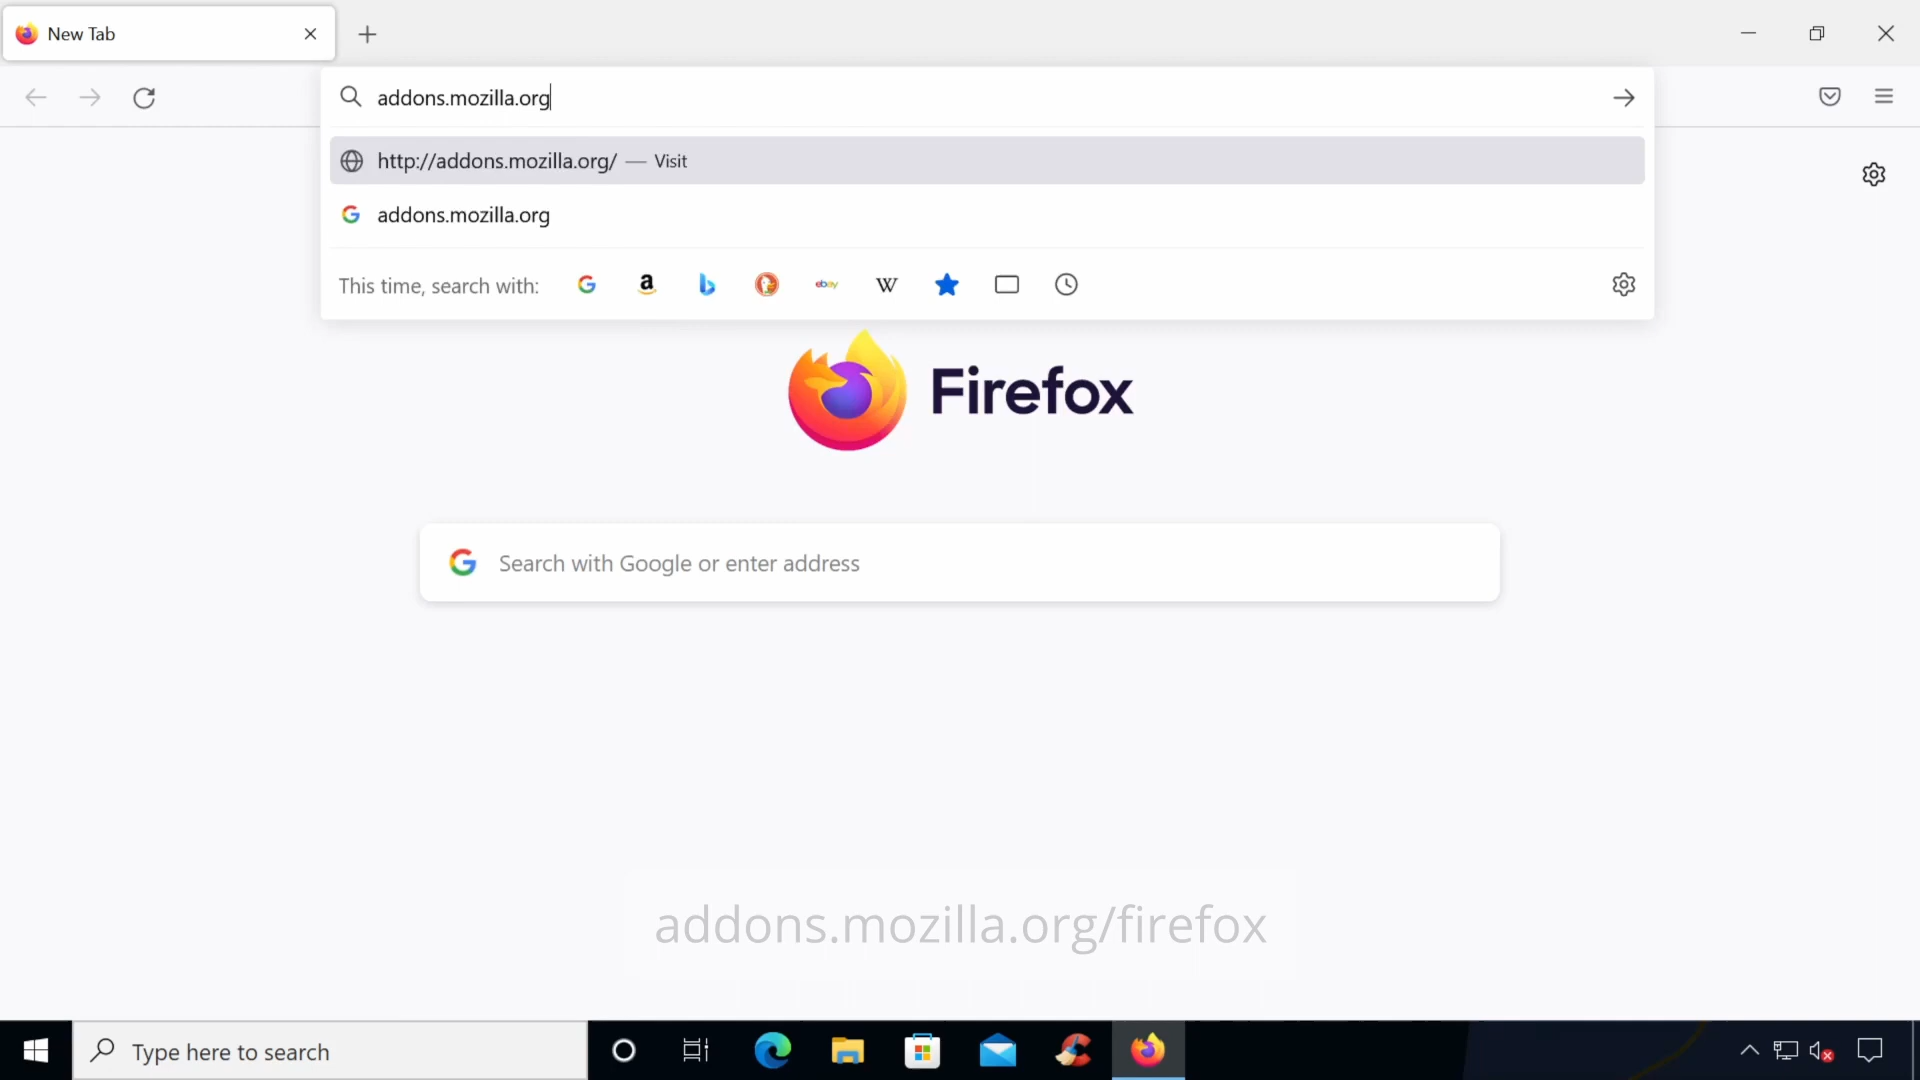 New Tab
addons.mozilla.org
http://addons.mozilla.org/ — Visit
addons.mozilla.org
This time, search with:
a
ebay
W
Firefox
Search with Google or enter address
addons.mozilla.org/firefox
Type here to search